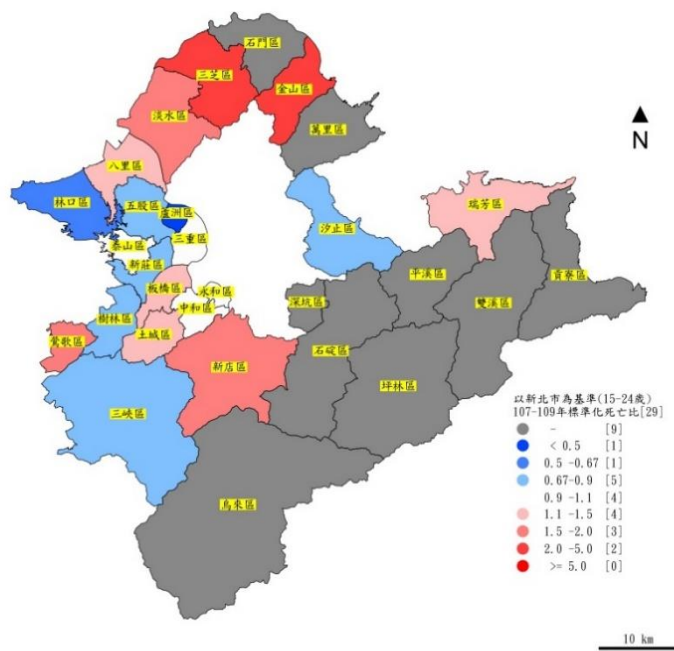 石門區
三芝區
金山區
淡水區
萬里區
八里區
林口區
五股區
蘆洲區
三重區
瑞芳區
汐止區
泰山區
新莊區
平溪區
貢寮區
板橋區
永和區
深坑區
雙溪區
中和區
樹林區
土城區
鶯歌區
石碇區
新店區
坪林區
三峽區
烏來區
N
以新北市為基準(15-24歲)
107-109年標準化死亡比[29]
- [9]
< 0.5 [1]
0.5 -0.67 [1]
0.67-0.9 [5]
0.9 -1.1 [4]
1.1 -1.5 [4]
1.5 -2.0 [3]
2.0 -5.0 [2]
>= 5.0 [0]
10 km